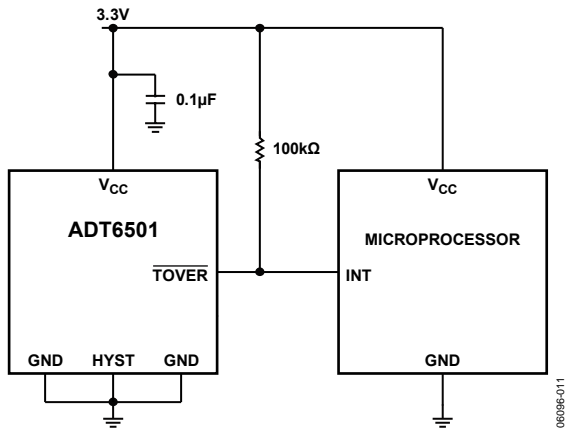 3.3V
0.1µF
100kΩ
VCC
VCC
ADT6501
MICROPROCESSOR
TOVER
INT
GND HYST GND
GND
06096-011